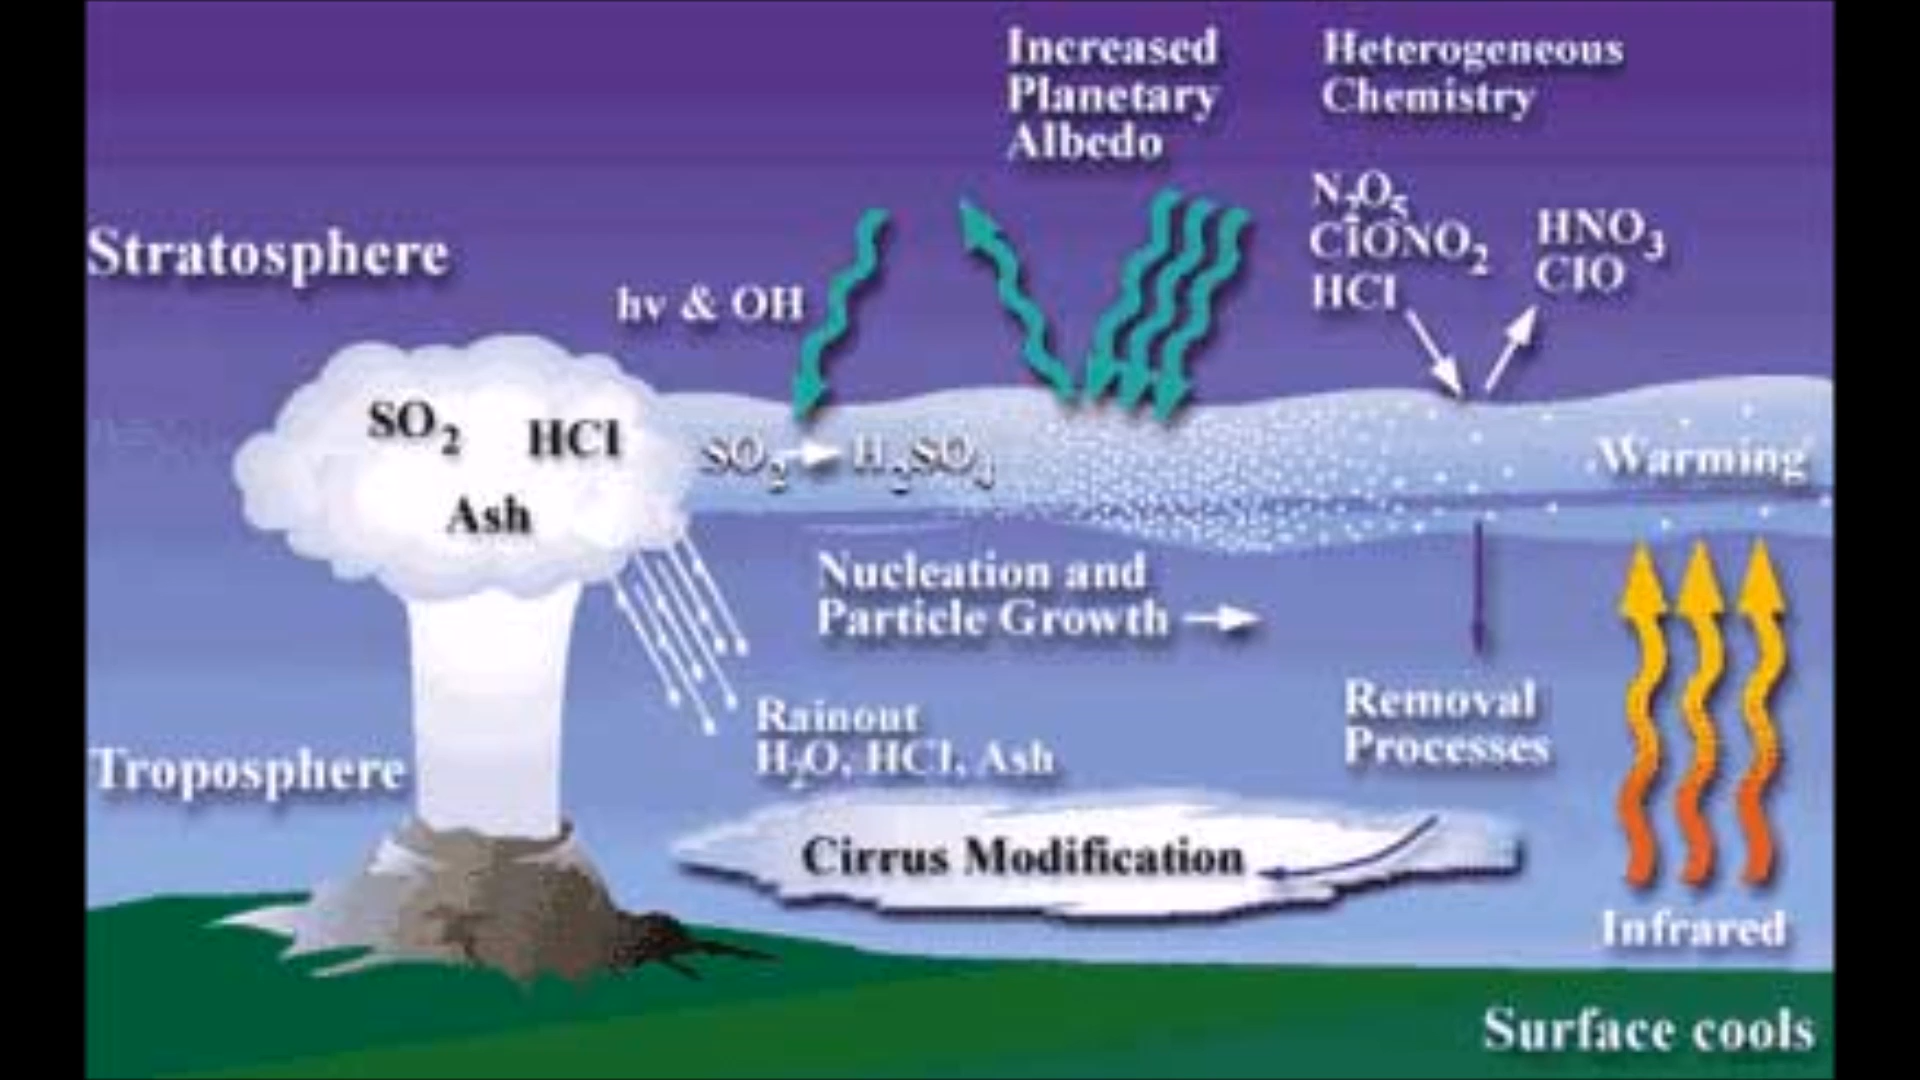 Increased
Planetary
Albedo
Heterogeneous
Chemistry
N₂O₅
ClONO₂
HCl
HNO₃
ClO
Stratosphere
hν & OH
SO₂
HCl
Ash
SO₂ → H₂SO₄
Warming
Nucleation and
Particle Growth →
Rainout
H₂O, HCl, Ash
Removal
Processes
Troposphere
Cirrus Modification
Infrared
Surface cools